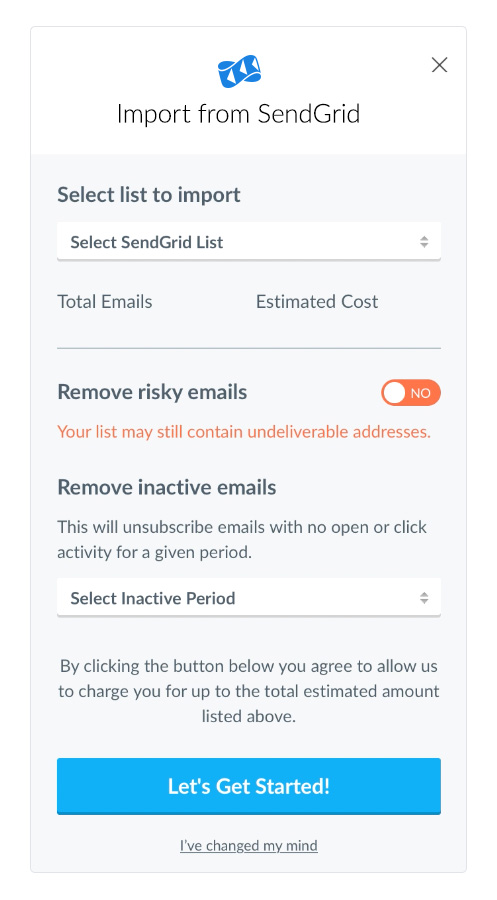 Import from SendGrid
Select list to import
Select SendGrid List
Total Emails Estimated Cost
Remove risky emails NO
Your list may still contain undeliverable addresses.
Remove inactive emails
This will unsubscribe emails with no open or click
activity for a given period.
Select Inactive Period
By clicking the button below you agree to allow us
to charge you for up to the total estimated amount
listed above.
Let's Get Started!
I've changed my mind